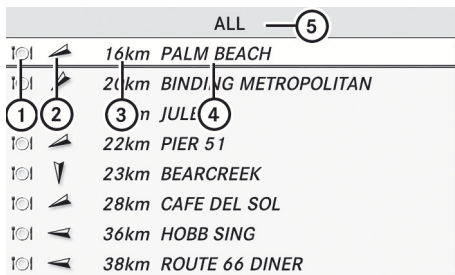 ALL 5
16km PALM BEACH
BINDING METROPOLITAN
1 2 3 4
22km PIER 51
23km BEARCREEK
28km CAFE DEL SOL
36km HOBB SING
38km ROUTE 66 DINER